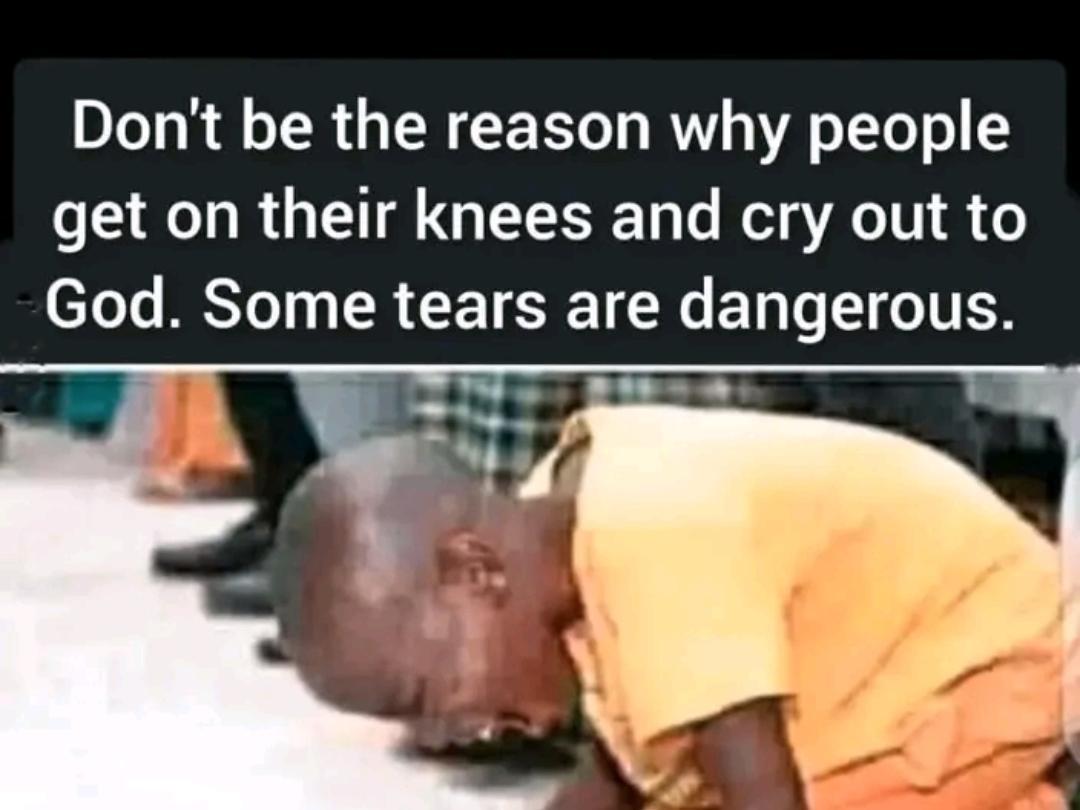 Don't be the reason why people
get on their knees and cry out to
God. Some tears are dangerous.